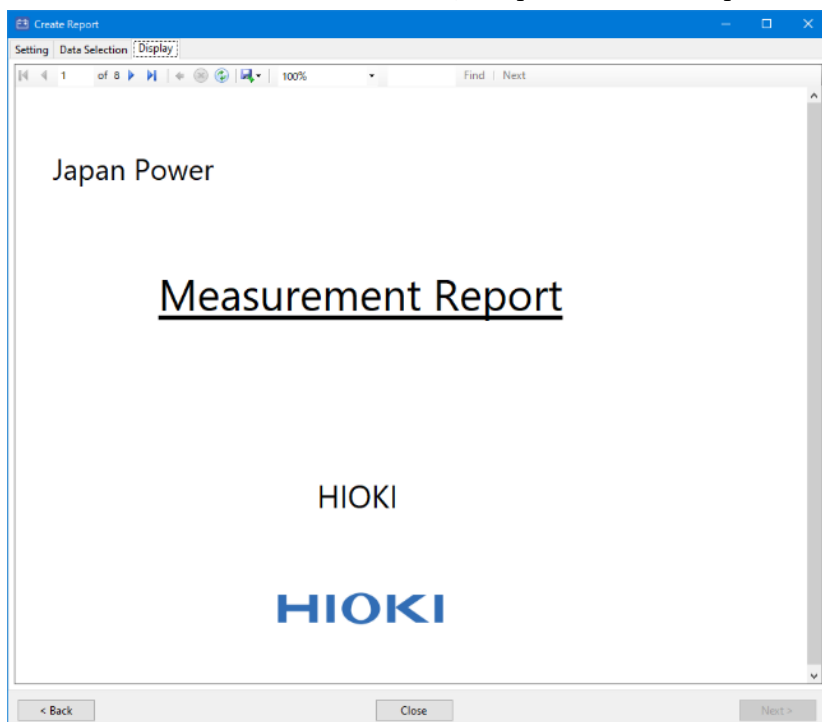 Create Report
Setting Data Selection Display
1 of 8 100% Find | Next
Japan Power
Measurement Report
HIOKI
HIOKI
< Back Close Next >